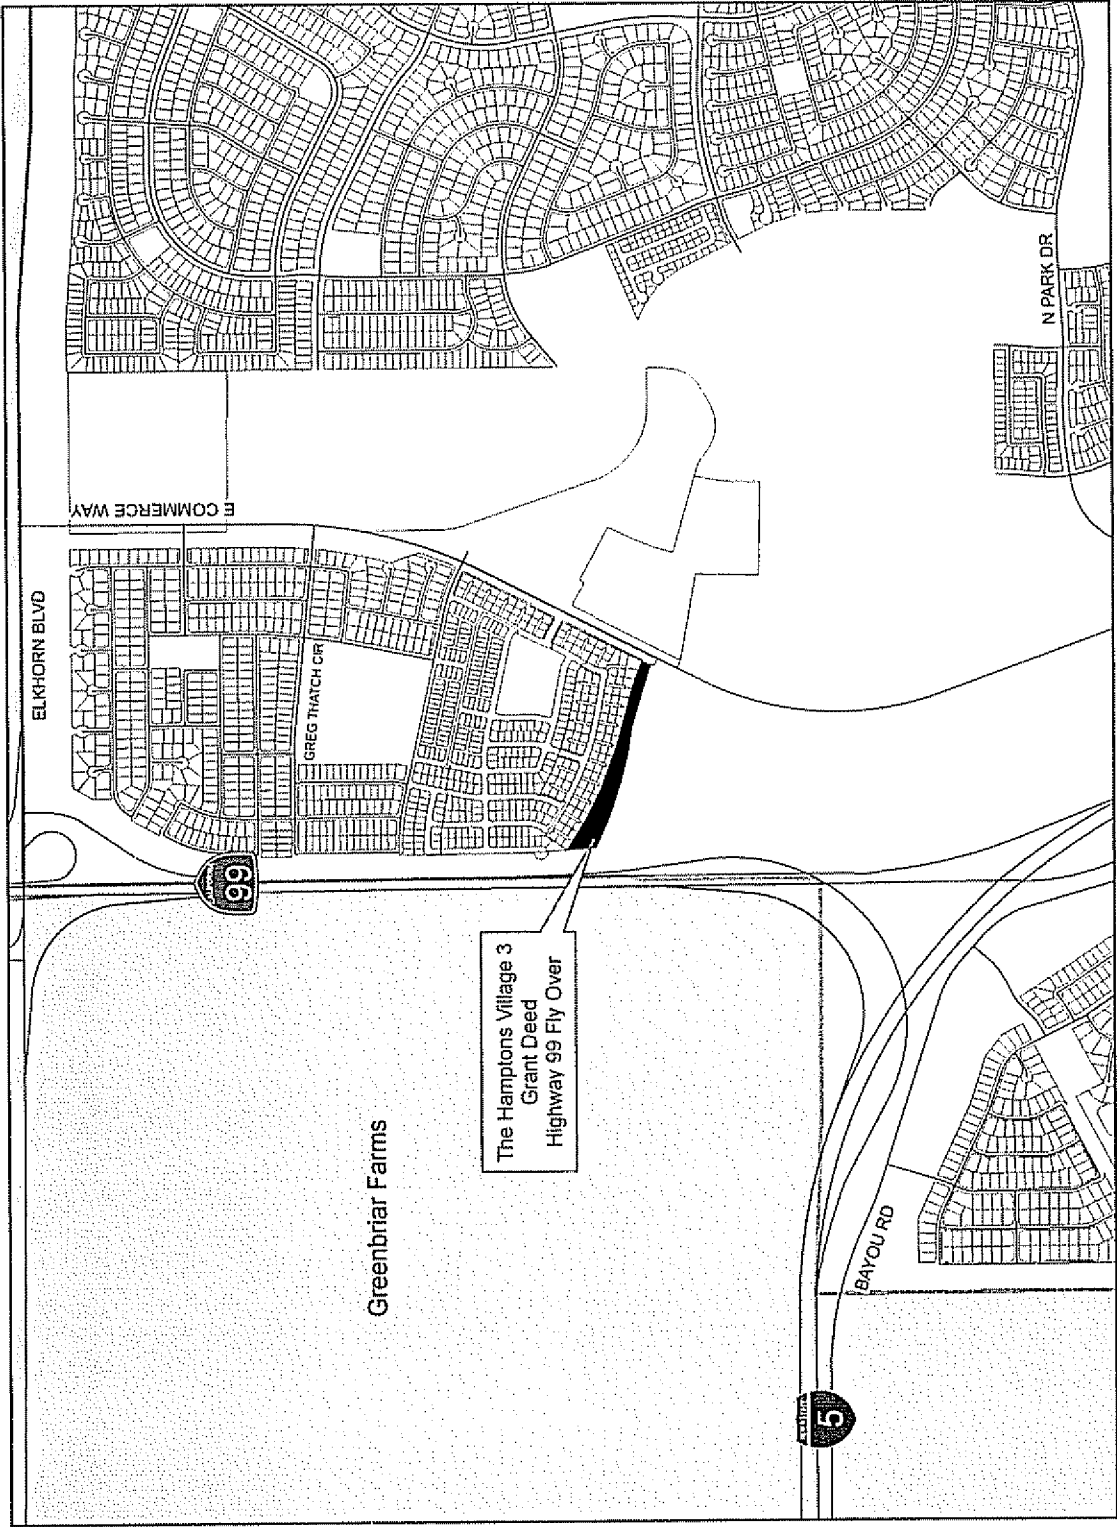 ELKHORN BLVD
E COMMERCE WAY
GREG THATCH CIR
99
The Hamptons Village 3
Grant Deed
Highway 99 Fly Over
Greenbriar Farms
N PARK DR
BAYOU RD
5